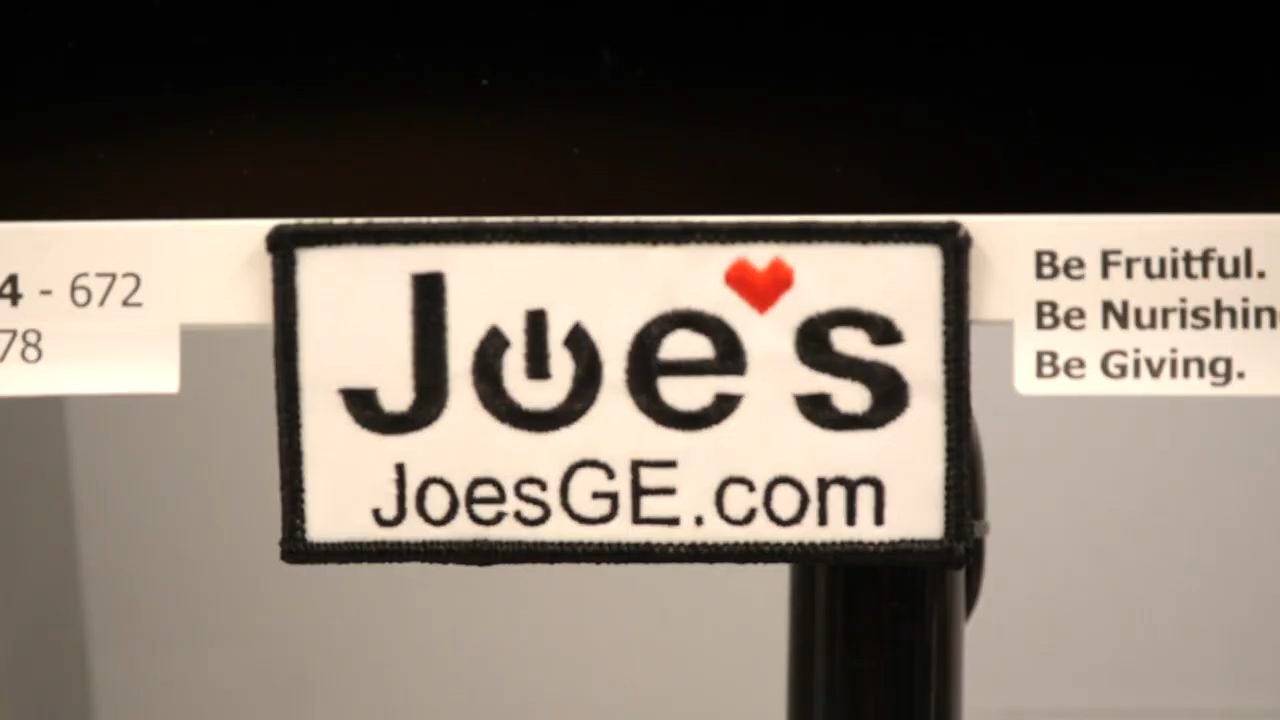 4 - 672
78
Joe's
JoesGE.com
Be Fruitful.
Be Nurishin
Be Giving.